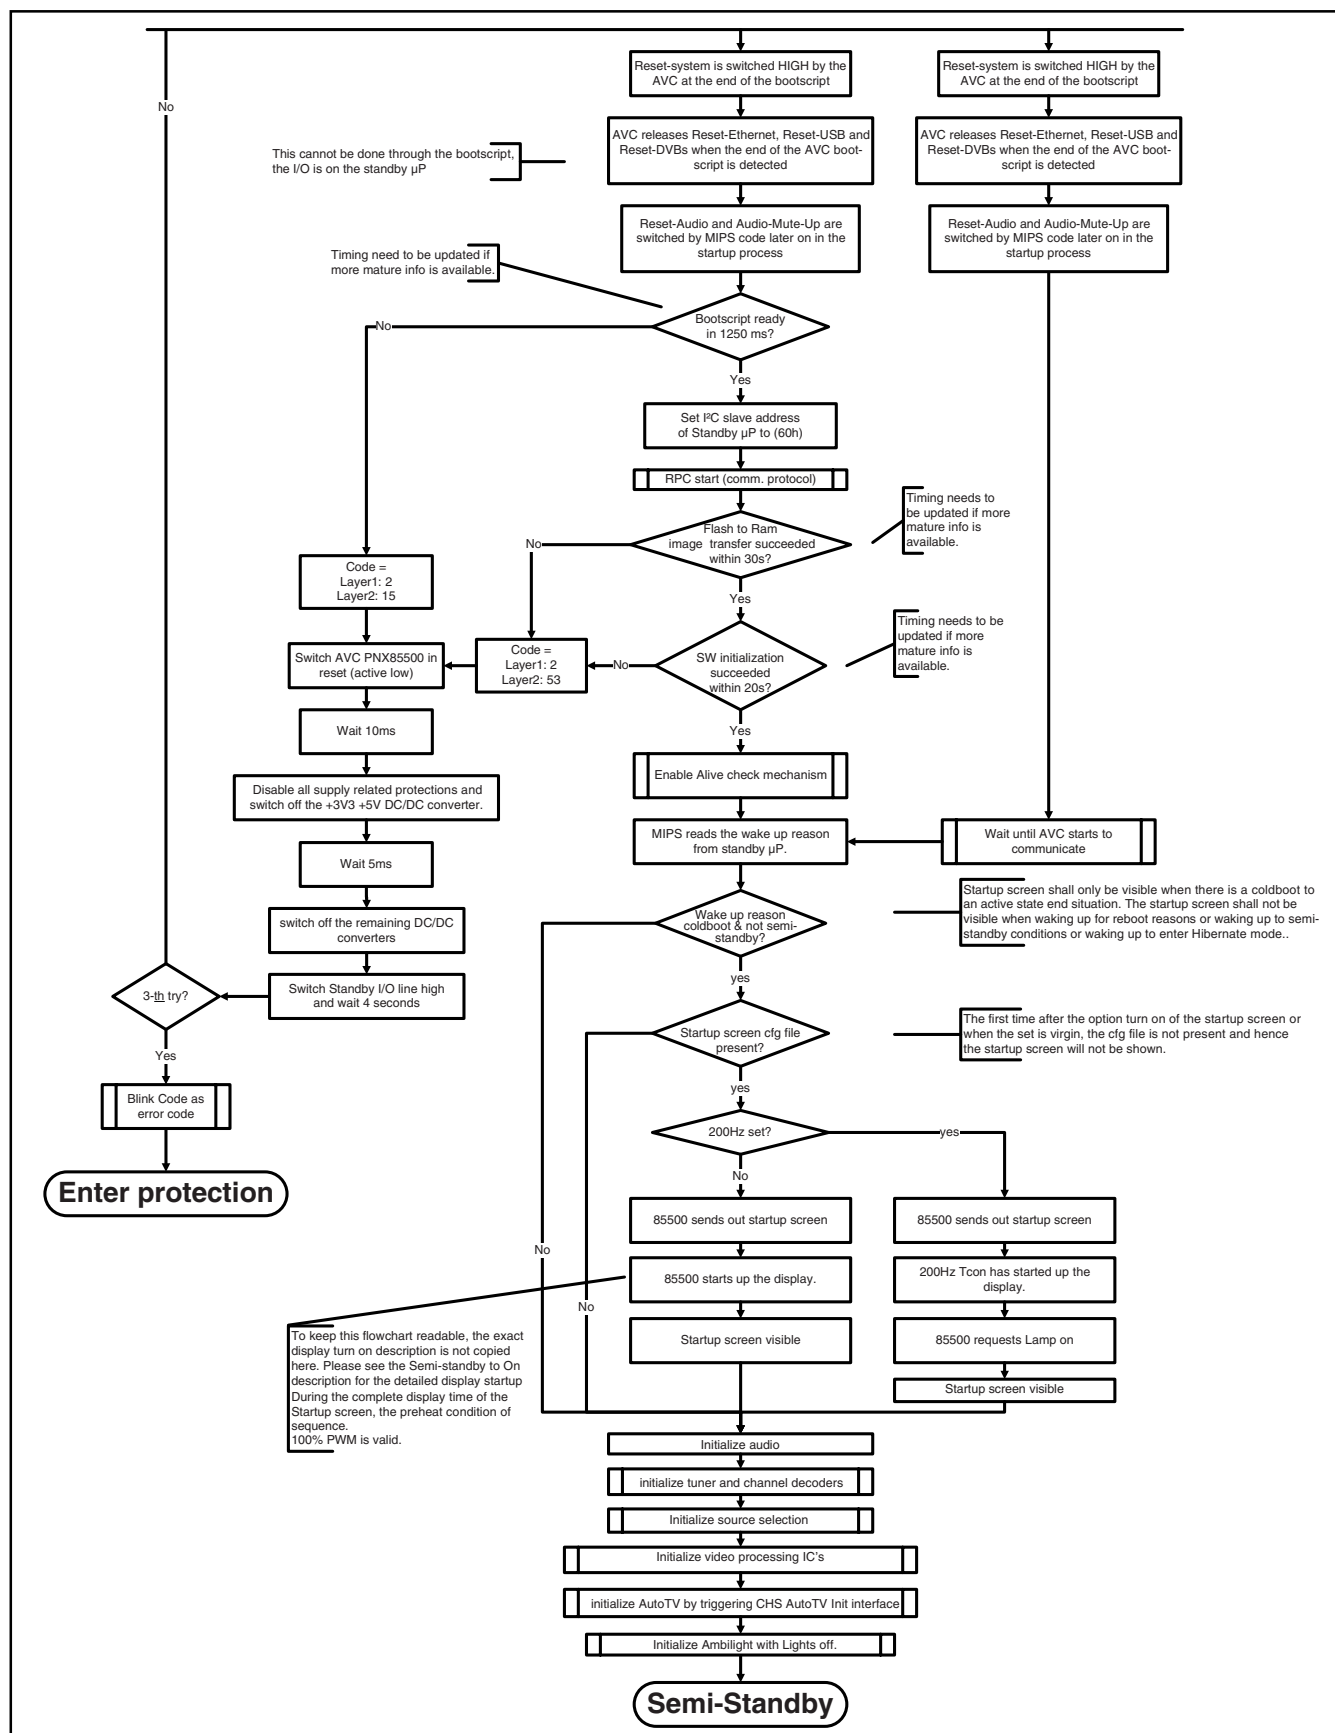 Reset-system is switched HIGH by the
AVC at the end of the bootscript
Reset-system is switched HIGH by the
AVC at the end of the bootscript
No
AVC releases Reset-Ethernet, Reset-USB and
Reset-DVBs when the end of the AVC boot-
script is detected
AVC releases Reset-Ethernet, Reset-USB and
Reset-DVBs when the end of the AVC boot-
script is detected
This cannot be done through the bootscript,
the I/O is on the standby µP
Reset-Audio and Audio-Mute-Up are
switched by MIPS code later on in the
startup process
Reset-Audio and Audio-Mute-Up are
switched by MIPS code later on in the
startup process
Timing need to be updated if
more mature info is available.
Bootscript ready
in 1250 ms?
No
Yes
Set I²C slave address
of Standby µP to (60h)
RPC start (comm. protocol)
Timing needs to
be updated if more
mature info is
available.
Flash to Ram
image transfer succeeded
within 30s?
No
Code =
Layer1: 2
Layer2: 15
Yes
Timing needs to be
updated if more
mature info is
available.
Switch AVC PNX85500 in
reset (active low)
Code =
Layer1: 2
Layer2: 53
No
SW initialization
succeeded
within 20s?
Wait 10ms
Yes
Enable Alive check mechanism
Disable all supply related protections and
switch off the +3V3 +5V DC/DC converter.
MIPS reads the wake up reason
from standby µP.
Wait until AVC starts to
communicate
Wait 5ms
Startup screen shall only be visible when there is a coldboot to
an active state end situation. The startup screen shall not be
visible when waking up for reboot reasons or waking up to semi-
standby conditions or waking up to enter Hibernate mode..
switch off the remaining DC/DC
converters
Wake up reason
coldboot & not semi-
standby?
yes
3-th try?
Switch Standby I/O line high
and wait 4 seconds
Startup screen cfg file
present?
The first time after the option turn on of the startup screen or
when the set is virgin, the cfg file is not present and hence
the startup screen will not be shown.
Yes
yes
Blink Code as
error code
200Hz set?
yes
No
Enter protection
85500 sends out startup screen
85500 sends out startup screen
No
85500 starts up the display.
200Hz Tcon has started up the
display.
No
To keep this flowchart readable, the exact
display turn on description is not copied
here. Please see the Semi-standby to On
description for the detailed display startup
During the complete display time of the
Startup screen, the preheat condition of
sequence.
100% PWM is valid.
Startup screen visible
85500 requests Lamp on
Startup screen visible
Initialize audio
initialize tuner and channel decoders
Initialize source selection
Initialize video processing IC's
initialize AutoTV by triggering CHS AutoTV Init interface
Initialize Ambilight with Lights off.
Semi-Standby